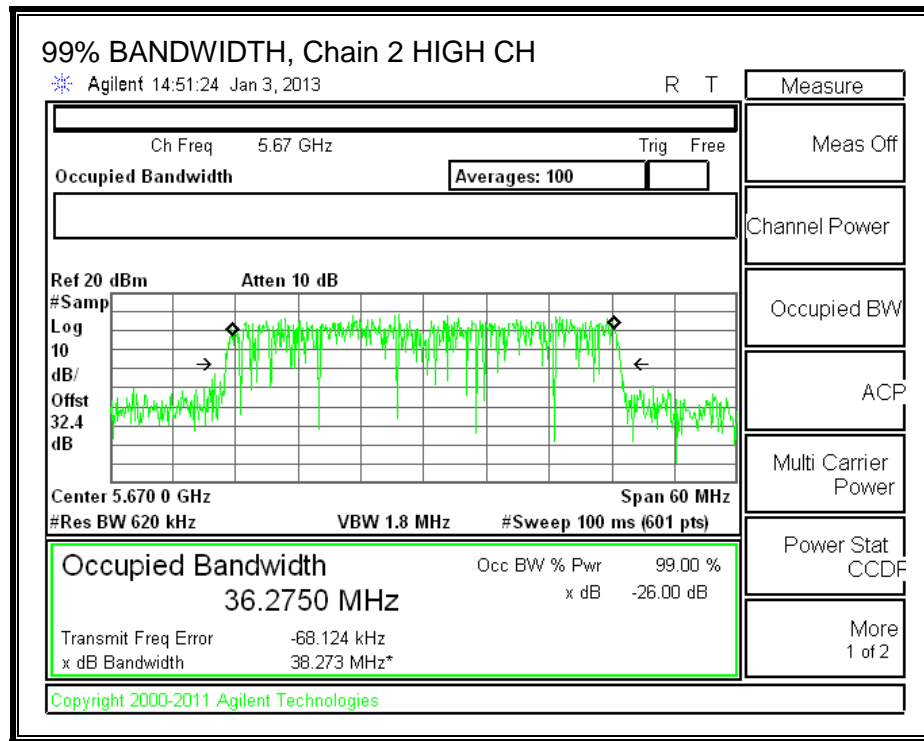 99% BANDWIDTH, Chain 2 HIGH CH
Agilent 14:51:24 Jan 3, 2013 R T
Measure
Meas Off
Channel Power
Occupied BW
ACP
Multi Carrier
Power
Power Stat
CCDF
More
1 of 2
Ch Freq 5.67 GHz Trig Free
Occupied Bandwidth Averages: 100
Ref 20 dBm Atten 10 dB
#Samp
Log
10
dB/
Offst
32.4
dB
Center 5.670 0 GHz Span 60 MHz
#Res BW 620 kHz VBW 1.8 MHz #Sweep 100 ms (601 pts)
Occupied Bandwidth Occ BW % Pwr 99.00 %
36.2750 MHz x dB -26.00 dB
Transmit Freq Error -68.124 kHz
x dB Bandwidth 38.273 MHz*
Copyright 2000-2011 Agilent Technologies